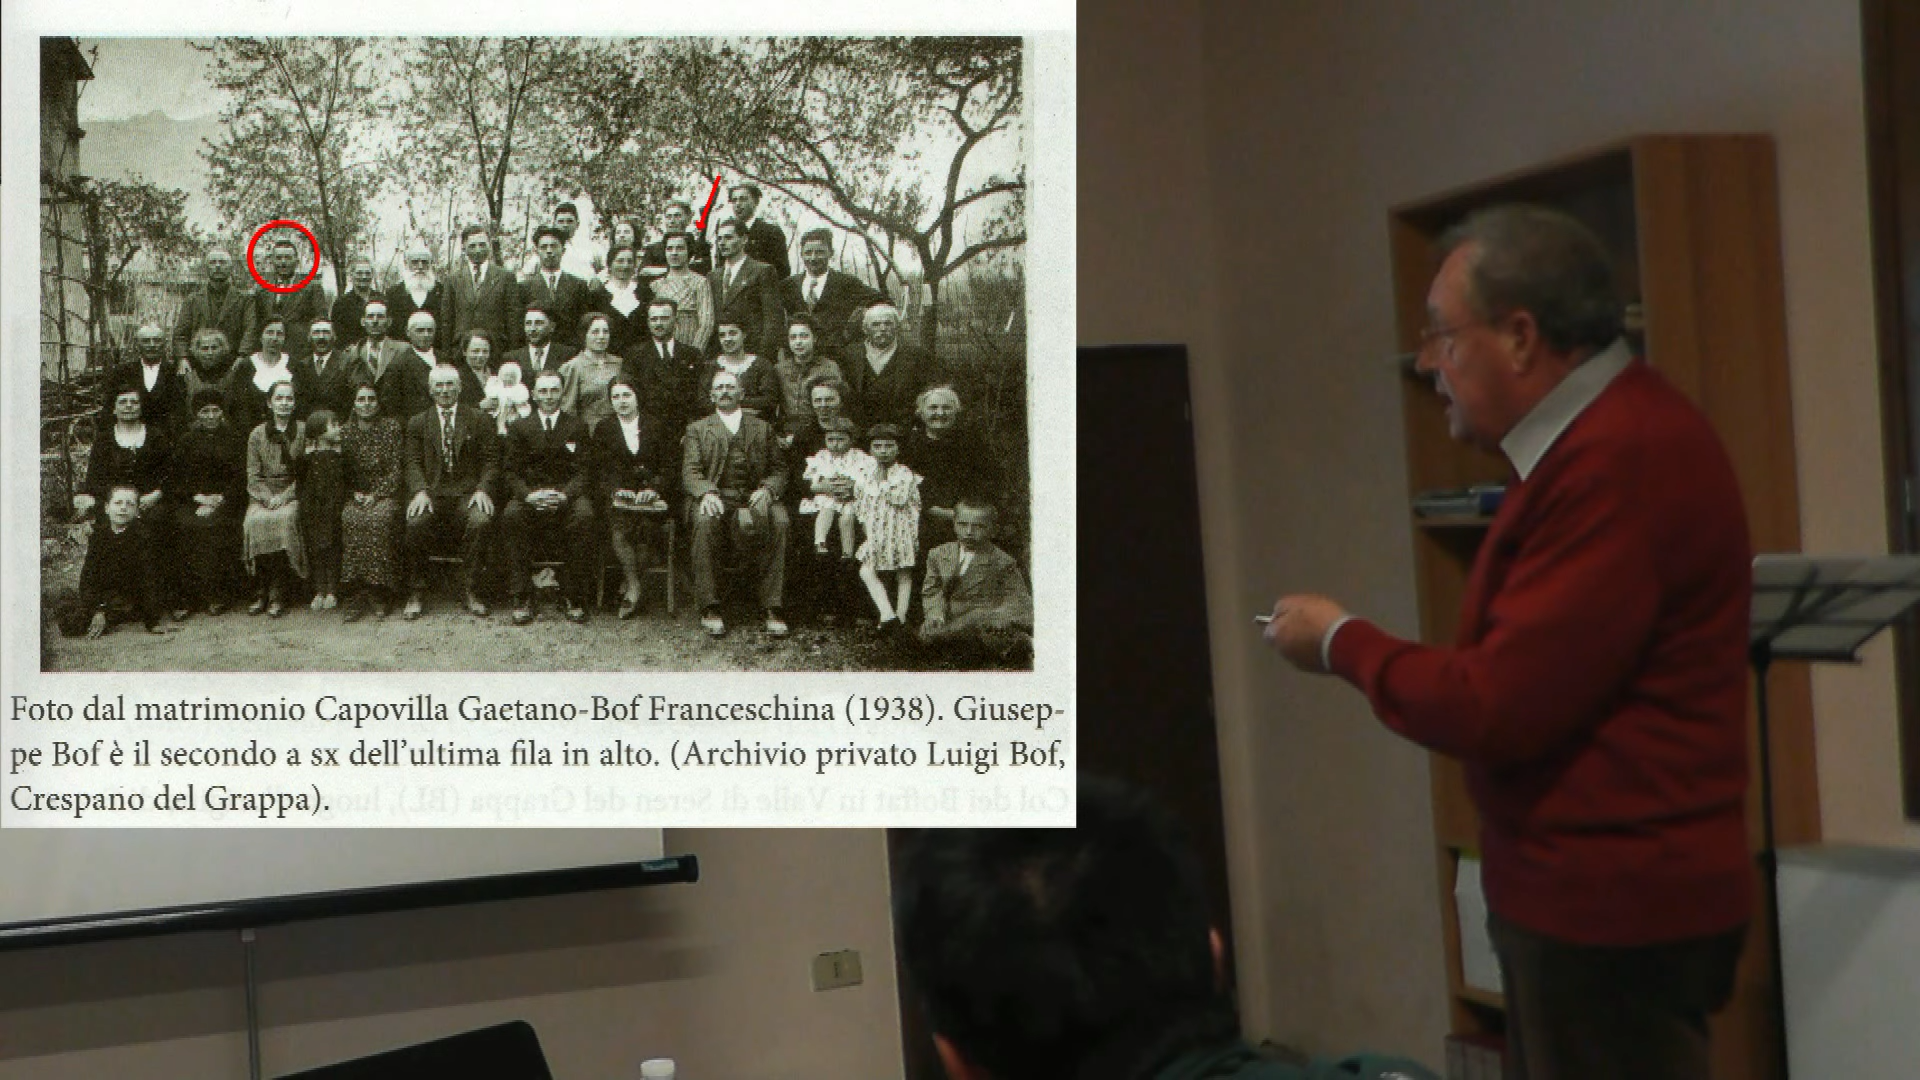 Foto dal matrimonio Capovilla Gaetano-Bof Franceschina (1938). Giusep-
pe Bof è il secondo a sx dell'ultima fila in alto. (Archivio privato Luigi Bof,
Crespano del Grappa).